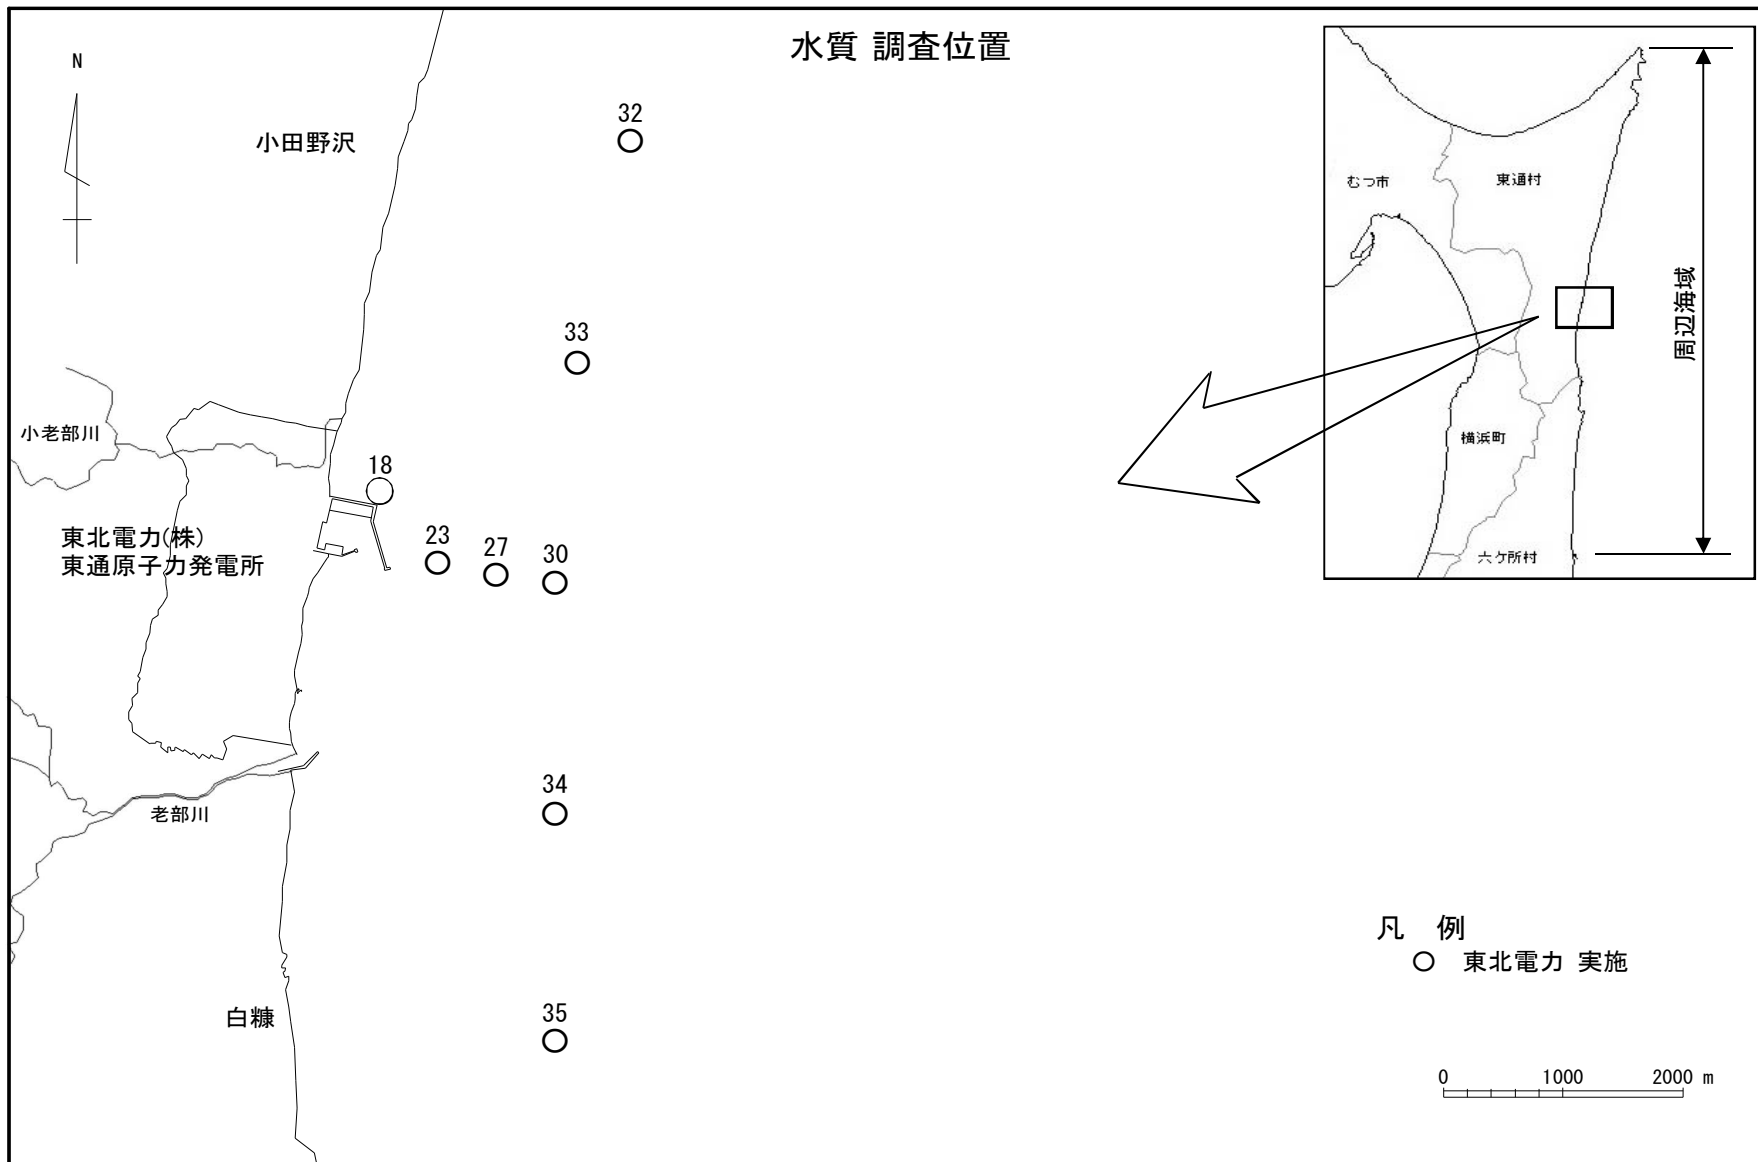 水質 調査位置
N
小田野沢
32
33
小老部川
18
東北電力(株)
東通原子力発電所
23
27
30
34
老部川
35
白糠
むつ市
東通村
横浜町
六ケ所村
周辺海域
凡 例
○ 東北電力 実施
0 1000 2000 m